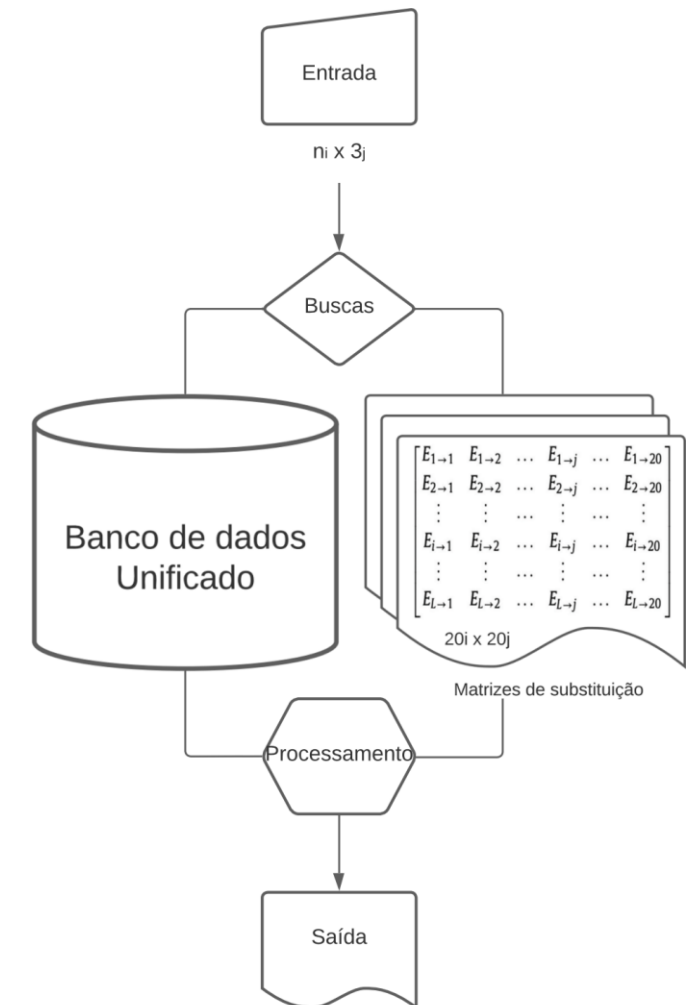 Entrada
nᵢ x 3ⱼ
Buscas
Banco de dados
Unificado
E₁→₁ E₁→₂ … E₁→ⱼ … E₁→₂₀
E₂→₁ E₂→₂ … E₂→ⱼ … E₂→₂₀
⋮ ⋮ … ⋮ … ⋮
Eᵢ→₁ Eᵢ→₂ … Eᵢ→ⱼ … Eᵢ→₂₀
⋮ ⋮ … ⋮ … ⋮
E_L→₁ E_L→₂ … E_L→ⱼ … E_L→₂₀
20i x 20j
Matrizes de substituição
Processamento
Saída